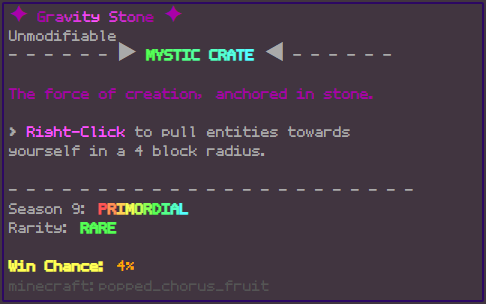 ✦ Gravity Stone ✦
Unmodifiable
- - - - - - ▶ MYSTIC CRATE ◀ - - - - - -
The force of creation, anchored in stone.
› Right-Click to pull entities towards
yourself in a 4 block radius.
- - - - - - - - - - - - - - - - - - - - - - - -
Season 9: PRIMORDIAL
Rarity: RARE
Win Chance: 4%
minecraft:popped_chorus_fruit